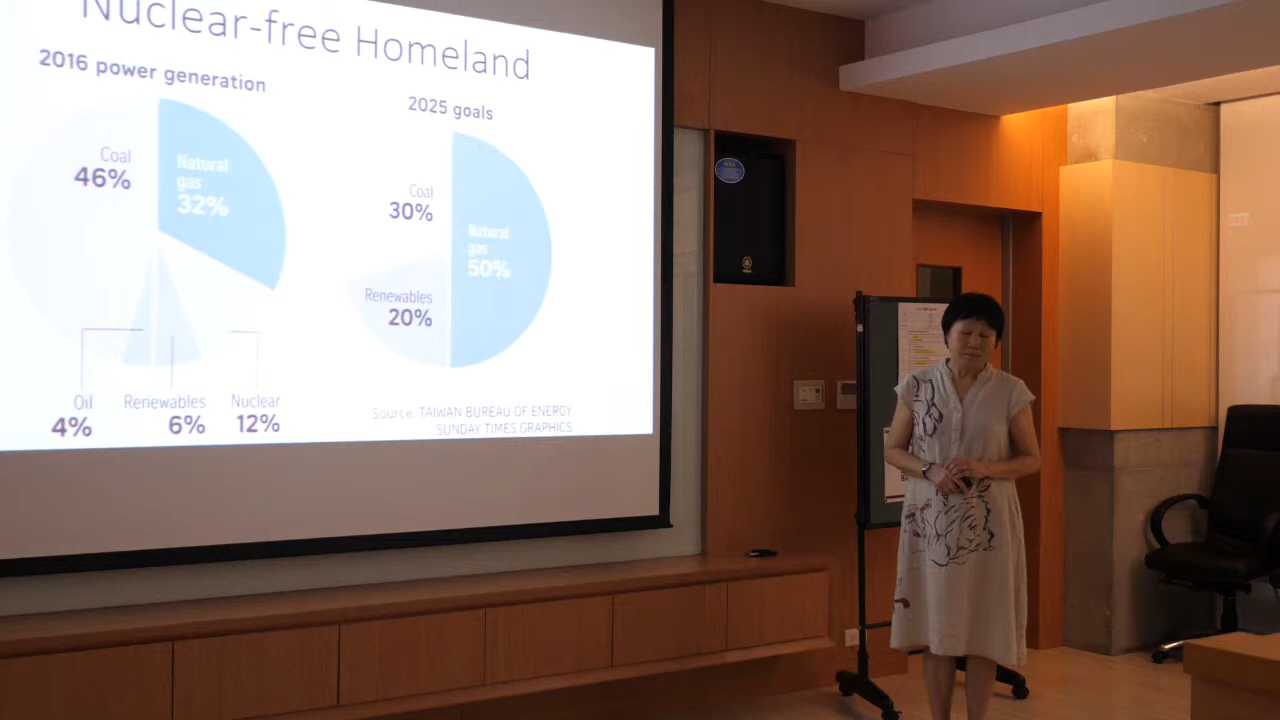 Nuclear-free Homeland
2016 power generation
Coal
46%
Natural
gas
32%
Oil
4%
Renewables
6%
Nuclear
12%
2025 goals
Coal
30%
Natural
gas
50%
Renewables
20%
Source: TAIWAN BUREAU OF ENERGY
SUNDAY TIMES GRAPHICS